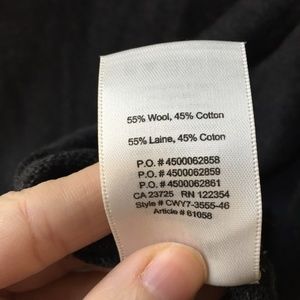 55% Wool, 45% Cotton
55% Laine, 45% Coton
P.O. # 4500062858
P.O. # 4500062859
P.O. # 4500062861
CA 23725 RN 122354
Style # CWY7-3555-46
Article # 61058